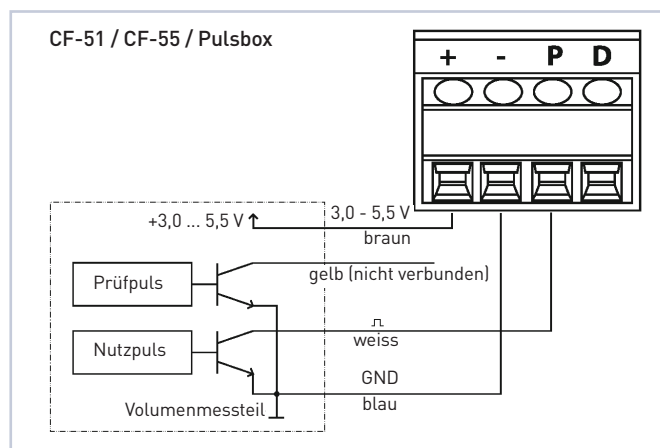 CF-51 / CF-55 / Pulsbox
+ - P D
+3,0 ... 5,5 V
3,0 - 5,5 V
braun
Prüfpuls
gelb (nicht verbunden)
Nutzpuls
weiss
GND
blau
Volumenmessteil